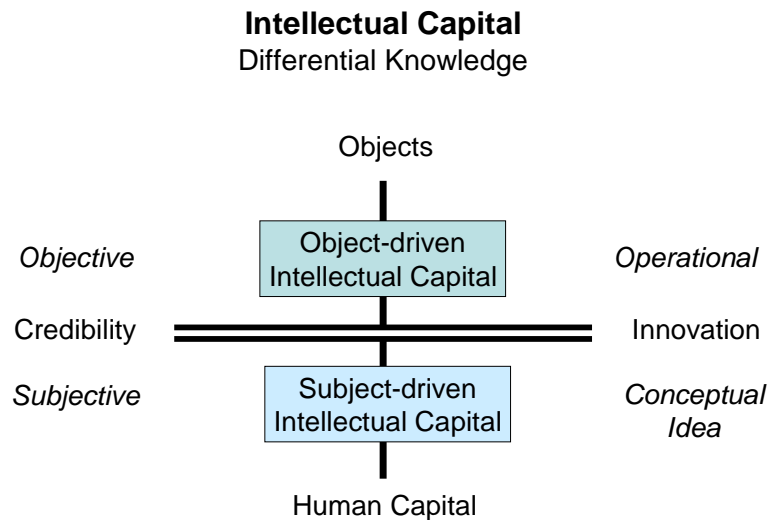 Intellectual Capital
Differential Knowledge
Objects
Objective
Object-driven
Intellectual Capital
Operational
Credibility
Innovation
Subjective
Subject-driven
Intellectual Capital
Conceptual
Idea
Human Capital